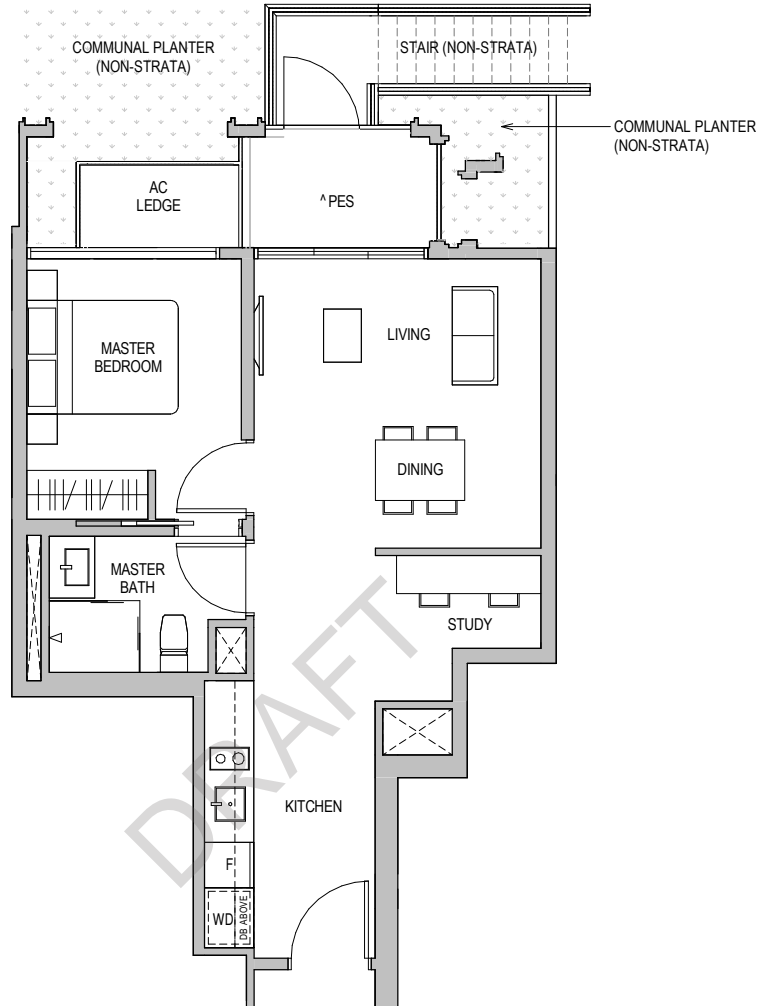 COMMUNAL PLANTER
(NON-STRATA)
STAIR (NON-STRATA)
COMMUNAL PLANTER
(NON-STRATA)
AC
LEDGE
^ PES
LIVING
MASTER
BEDROOM
DINING
MASTER
BATH
STUDY
DRAFT
KITCHEN
F
WD
DB ABOVE